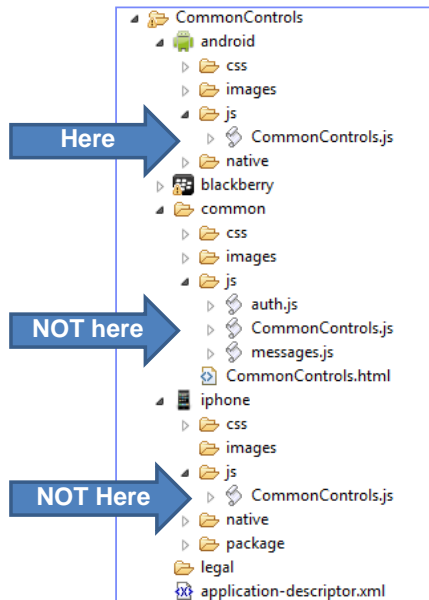 CommonControls
android
css
images
js
Here
CommonControls.js
native
blackberry
common
css
images
js
auth.js
NOT here
CommonControls.js
messages.js
CommonControls.html
iphone
css
images
js
NOT Here
CommonControls.js
native
package
legal
application-descriptor.xml